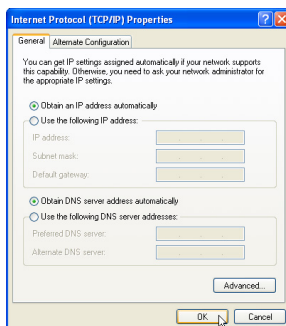 Internet Protocol (TCP/IP) Properties
General
Alternate Configuration
You can get IP settings assigned automatically if your network supports
this capability. Otherwise, you need to ask your network administrator for
the appropriate IP settings.
Obtain an IP address automatically
Use the following IP address:
IP address:
Subnet mask:
Default gateway:
Obtain DNS server address automatically
Use the following DNS server addresses:
Preferred DNS server:
Alternate DNS server:
Advanced...
OK
Cancel